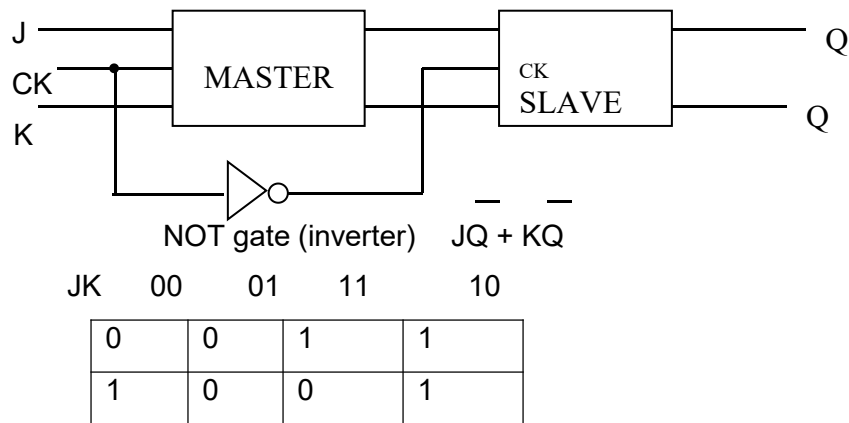 J
Q
CK
MASTER
CK
SLAVE
Q
K
NOT gate (inverter) JQ + KQ
JK 00 01 11 10
0 0 1 1
1 0 0 1